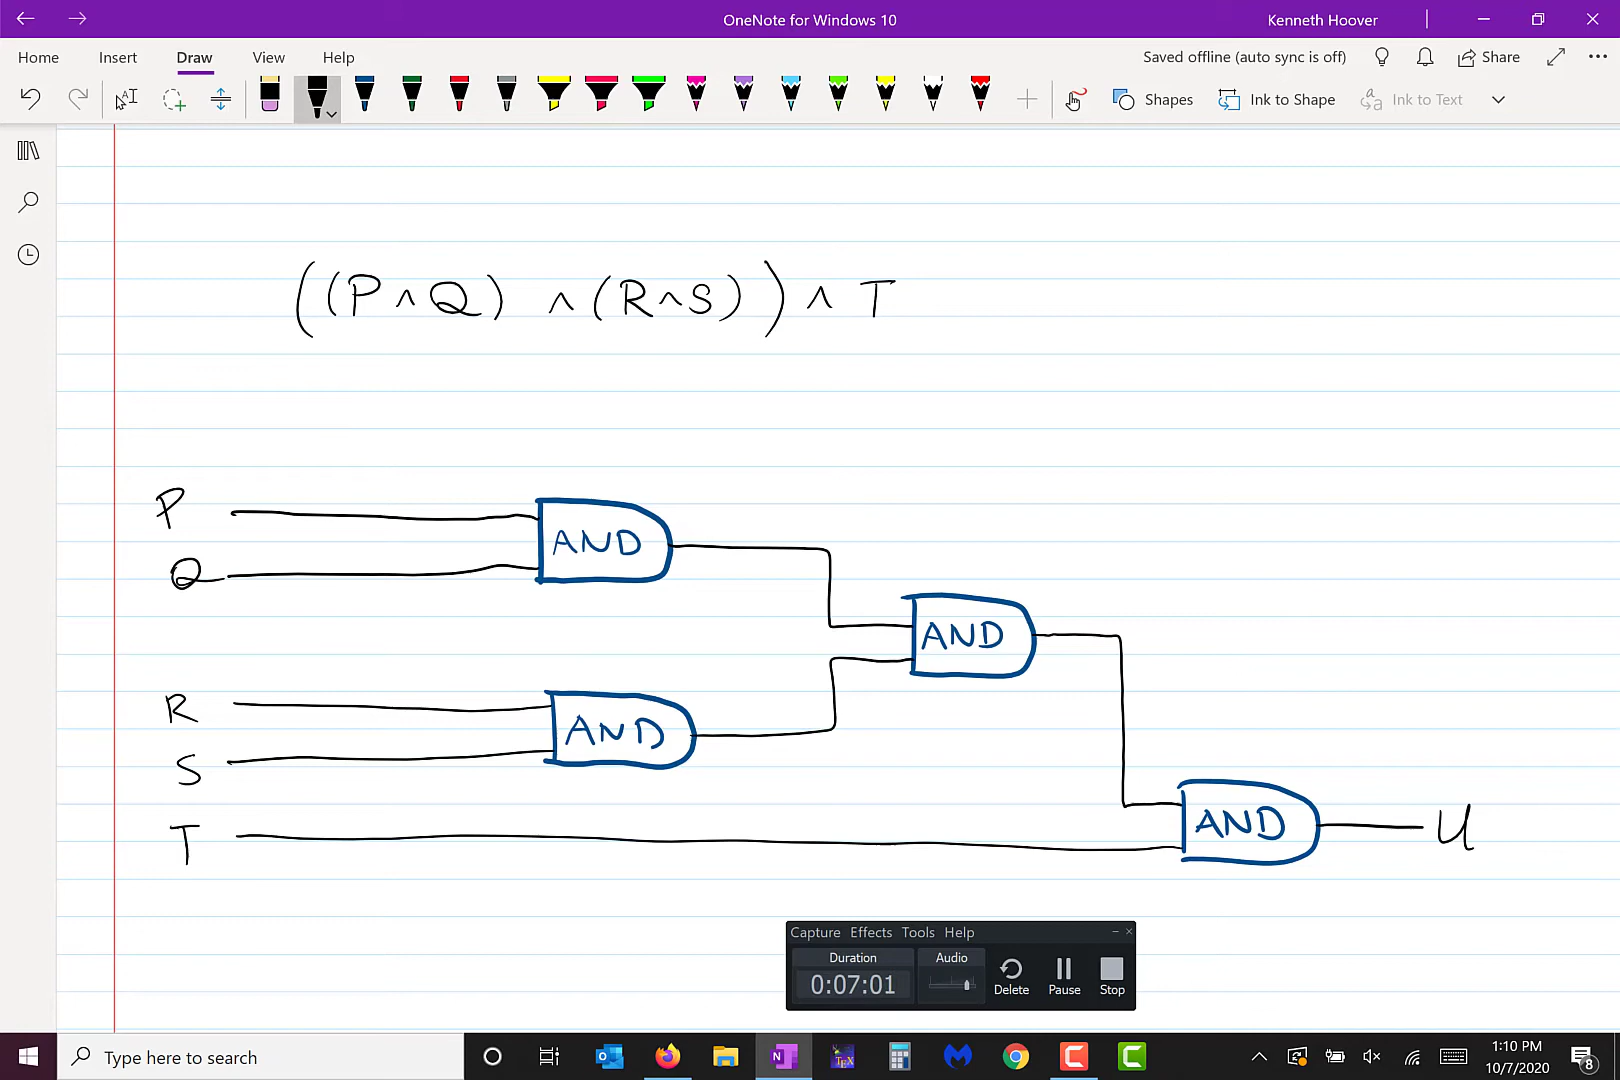 OneNote for Windows 10
Kenneth Hoover
Home Insert Draw View Help
Saved offline (auto sync is off) Share
Shapes Ink to Shape Ink to Text
((P ∧ Q) ∧ (R ∧ S)) ∧ T
P
Q
AND
AND
R
S
AND
T
AND
U
Capture Effects Tools Help
Duration Audio
0:07:01
Delete Pause Stop
Type here to search
1:10 PM
10/7/2020
8